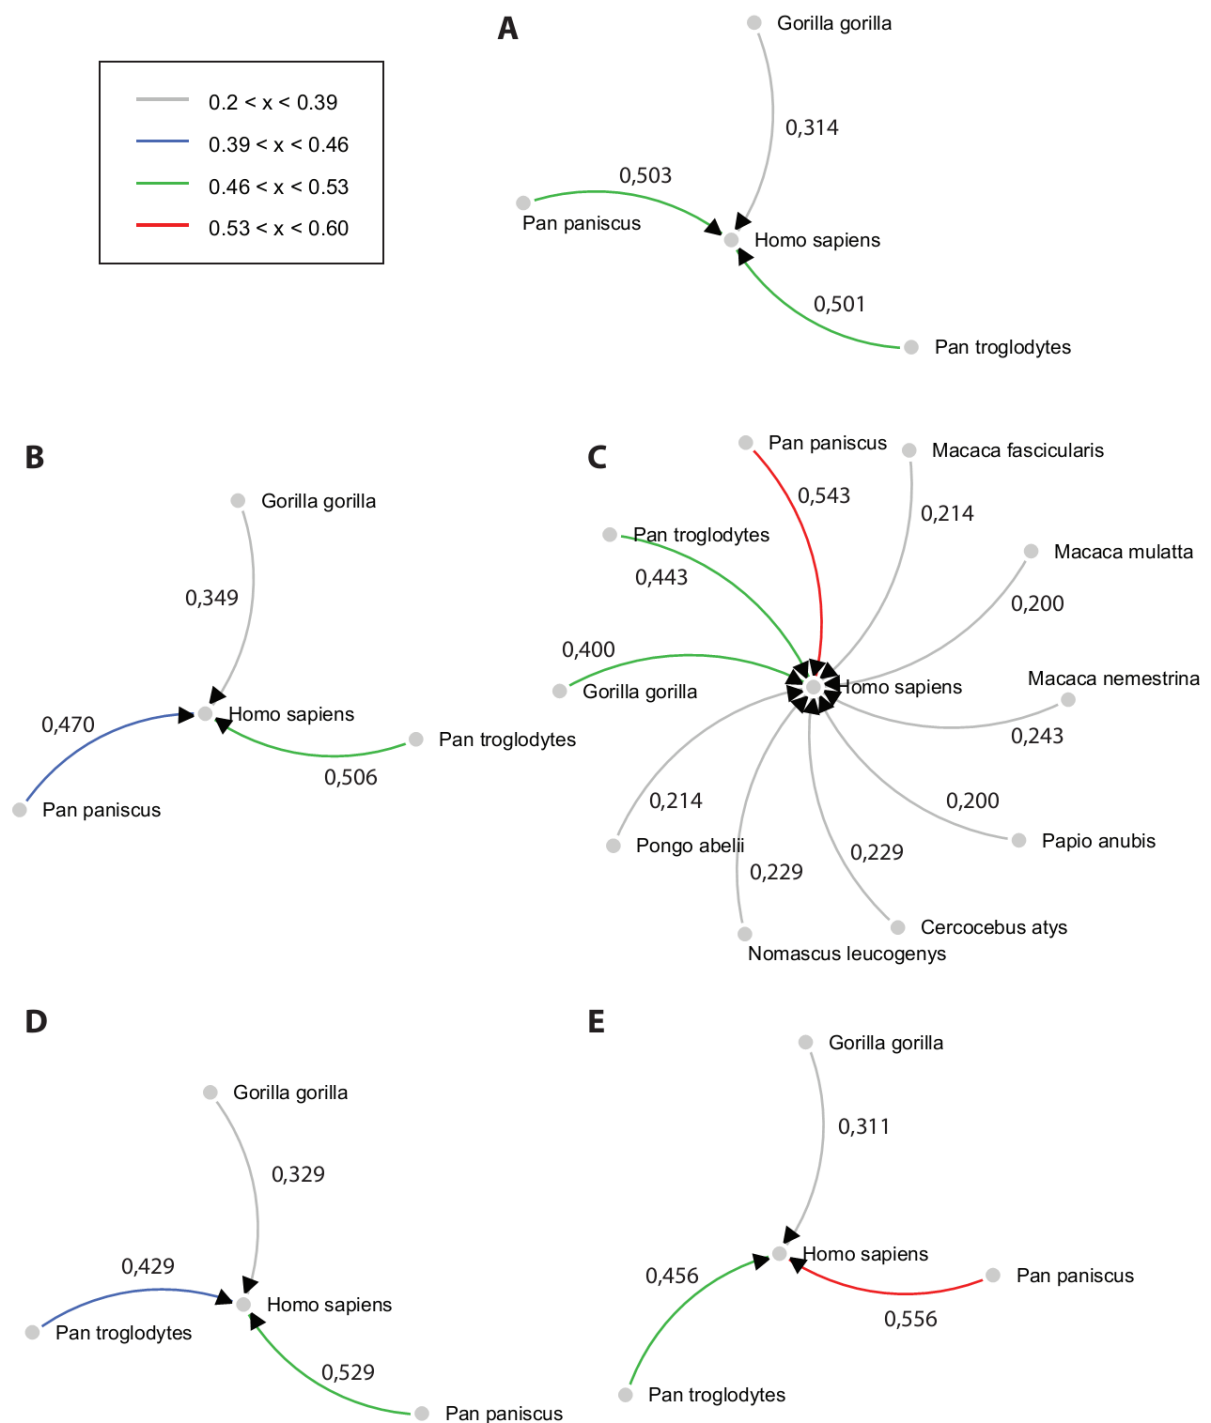 A
Gorilla gorilla
0.2 < x < 0.39
0.39 < x < 0.46
0.46 < x < 0.53
0.53 < x < 0.60
0,314
0,503
Pan paniscus
Homo sapiens
0,501
Pan troglodytes
B
Gorilla gorilla
0,349
0,470
Homo sapiens
Pan troglodytes
0,506
Pan paniscus
C
Pan paniscus
Macaca fascicularis
0,543
0,214
Pan troglodytes
0,443
Macaca mulatta
0,200
0,400
Gorilla gorilla
Homo sapiens
Macaca nemestrina
0,243
0,214
0,200
Pongo abelii
Papio anubis
0,229
0,229
Cercocebus atys
Nomascus leucogenys
D
Gorilla gorilla
0,329
0,429
Homo sapiens
Pan troglodytes
0,529
Pan paniscus
E
Gorilla gorilla
0,311
Homo sapiens
0,456
Pan paniscus
0,556
Pan troglodytes